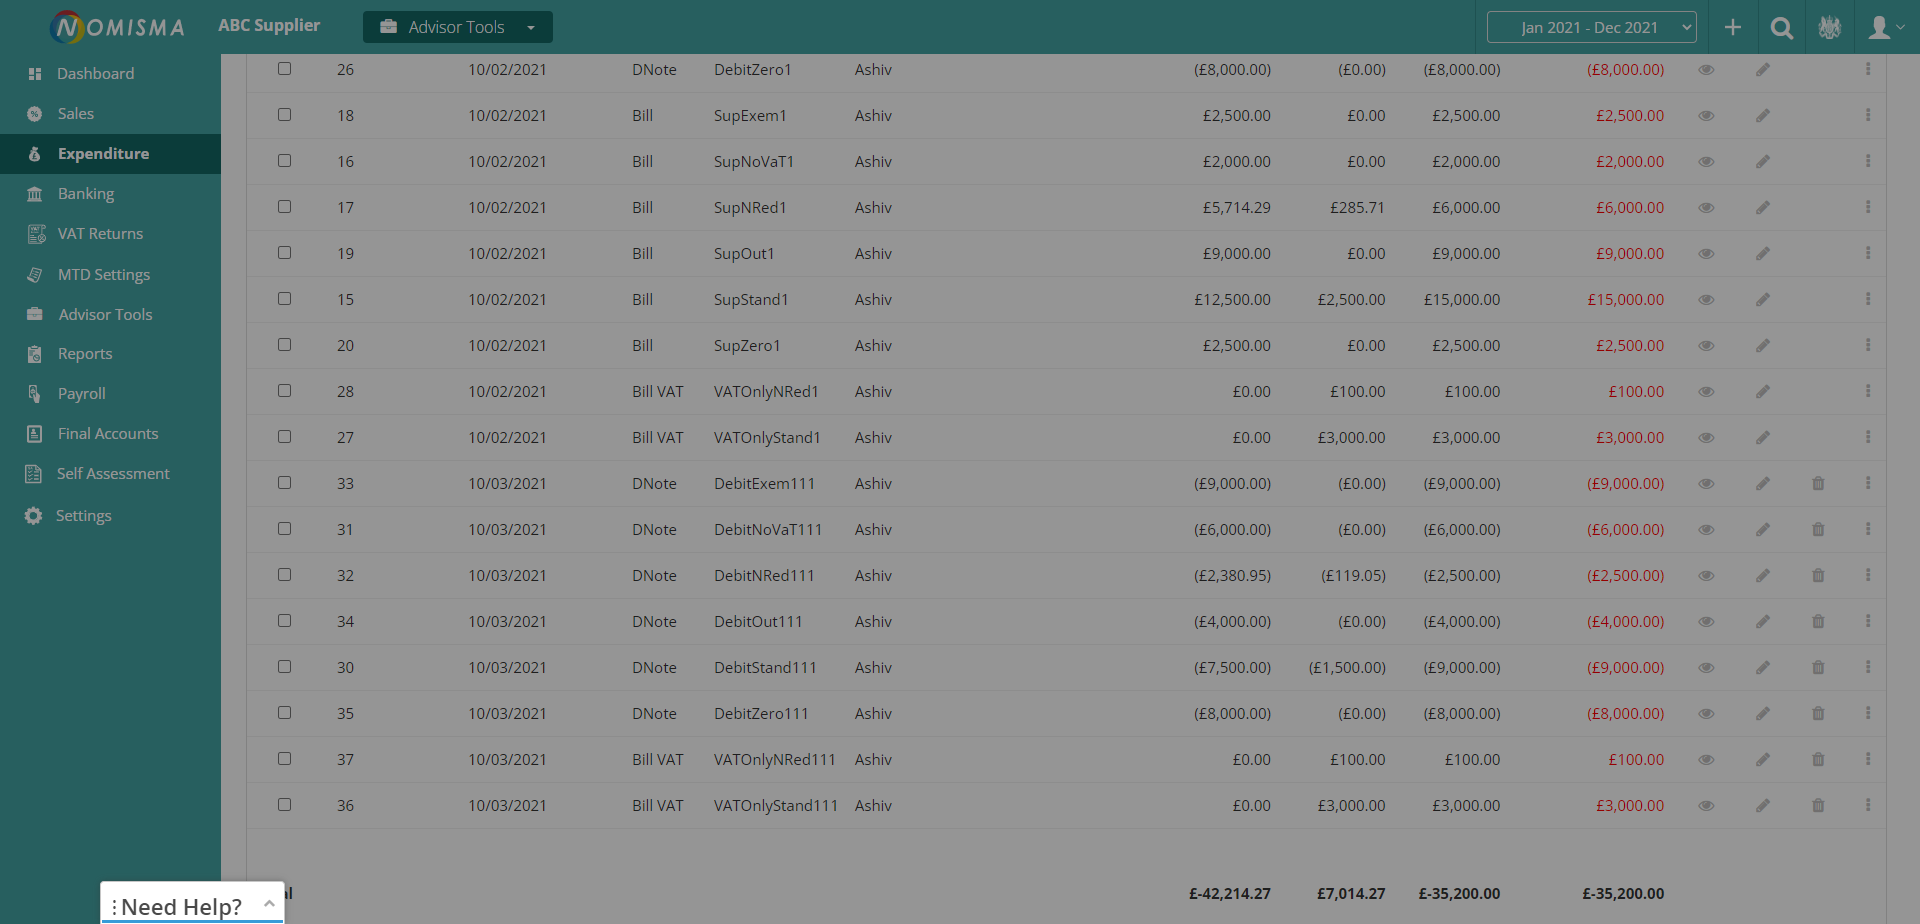 NOMISMA ABC Supplier Advisor Tools Jan 2021 - Dec 2021
Dashboard
Sales
Expenditure
Banking
VAT Returns
MTD Settings
Advisor Tools
Reports
Payroll
Final Accounts
Self Assessment
Settings
26 10/02/2021 DNote DebitZero1 Ashiv (£8,000.00) (£0.00) (£8,000.00) (£8,000.00)
18 10/02/2021 Bill SupExem1 Ashiv £2,500.00 £0.00 £2,500.00 £2,500.00
16 10/02/2021 Bill SupNoVaT1 Ashiv £2,000.00 £0.00 £2,000.00 £2,000.00
17 10/02/2021 Bill SupNRed1 Ashiv £5,714.29 £285.71 £6,000.00 £6,000.00
19 10/02/2021 Bill SupOut1 Ashiv £9,000.00 £0.00 £9,000.00 £9,000.00
15 10/02/2021 Bill SupStand1 Ashiv £12,500.00 £2,500.00 £15,000.00 £15,000.00
20 10/02/2021 Bill SupZero1 Ashiv £2,500.00 £0.00 £2,500.00 £2,500.00
28 10/02/2021 Bill VAT VATOnlyNRed1 Ashiv £0.00 £100.00 £100.00 £100.00
27 10/02/2021 Bill VAT VATOnlyStand1 Ashiv £0.00 £3,000.00 £3,000.00 £3,000.00
33 10/03/2021 DNote DebitExem111 Ashiv (£9,000.00) (£0.00) (£9,000.00) (£9,000.00)
31 10/03/2021 DNote DebitNoVaT111 Ashiv (£6,000.00) (£0.00) (£6,000.00) (£6,000.00)
32 10/03/2021 DNote DebitNRed111 Ashiv (£2,380.95) (£119.05) (£2,500.00) (£2,500.00)
34 10/03/2021 DNote DebitOut111 Ashiv (£4,000.00) (£0.00) (£4,000.00) (£4,000.00)
30 10/03/2021 DNote DebitStand111 Ashiv (£7,500.00) (£1,500.00) (£9,000.00) (£9,000.00)
35 10/03/2021 DNote DebitZero111 Ashiv (£8,000.00) (£0.00) (£8,000.00) (£8,000.00)
37 10/03/2021 Bill VAT VATOnlyNRed111 Ashiv £0.00 £100.00 £100.00 £100.00
36 10/03/2021 Bill VAT VATOnlyStand111 Ashiv £0.00 £3,000.00 £3,000.00 £3,000.00
£-42,214.27 £7,014.27 £-35,200.00 £-35,200.00
Need Help?